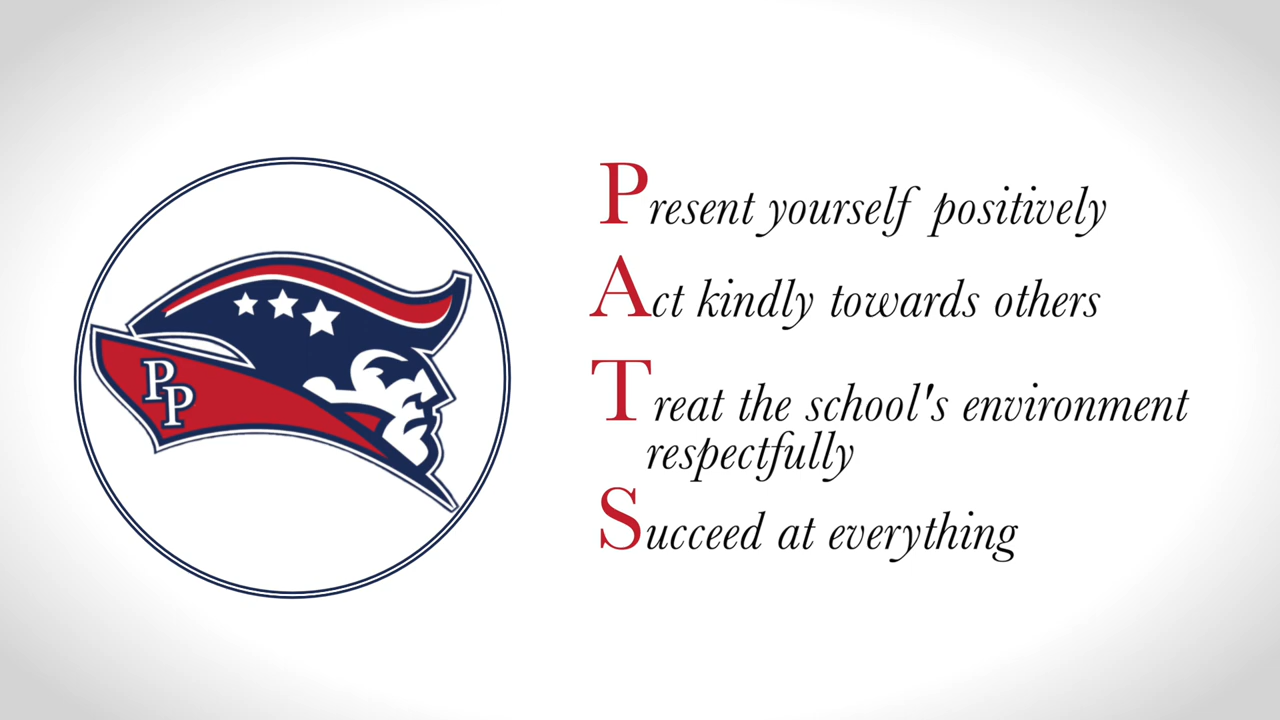 PP
Present yourself positively
Act kindly towards others
Treat the school's environment
respectfully
Succeed at everything